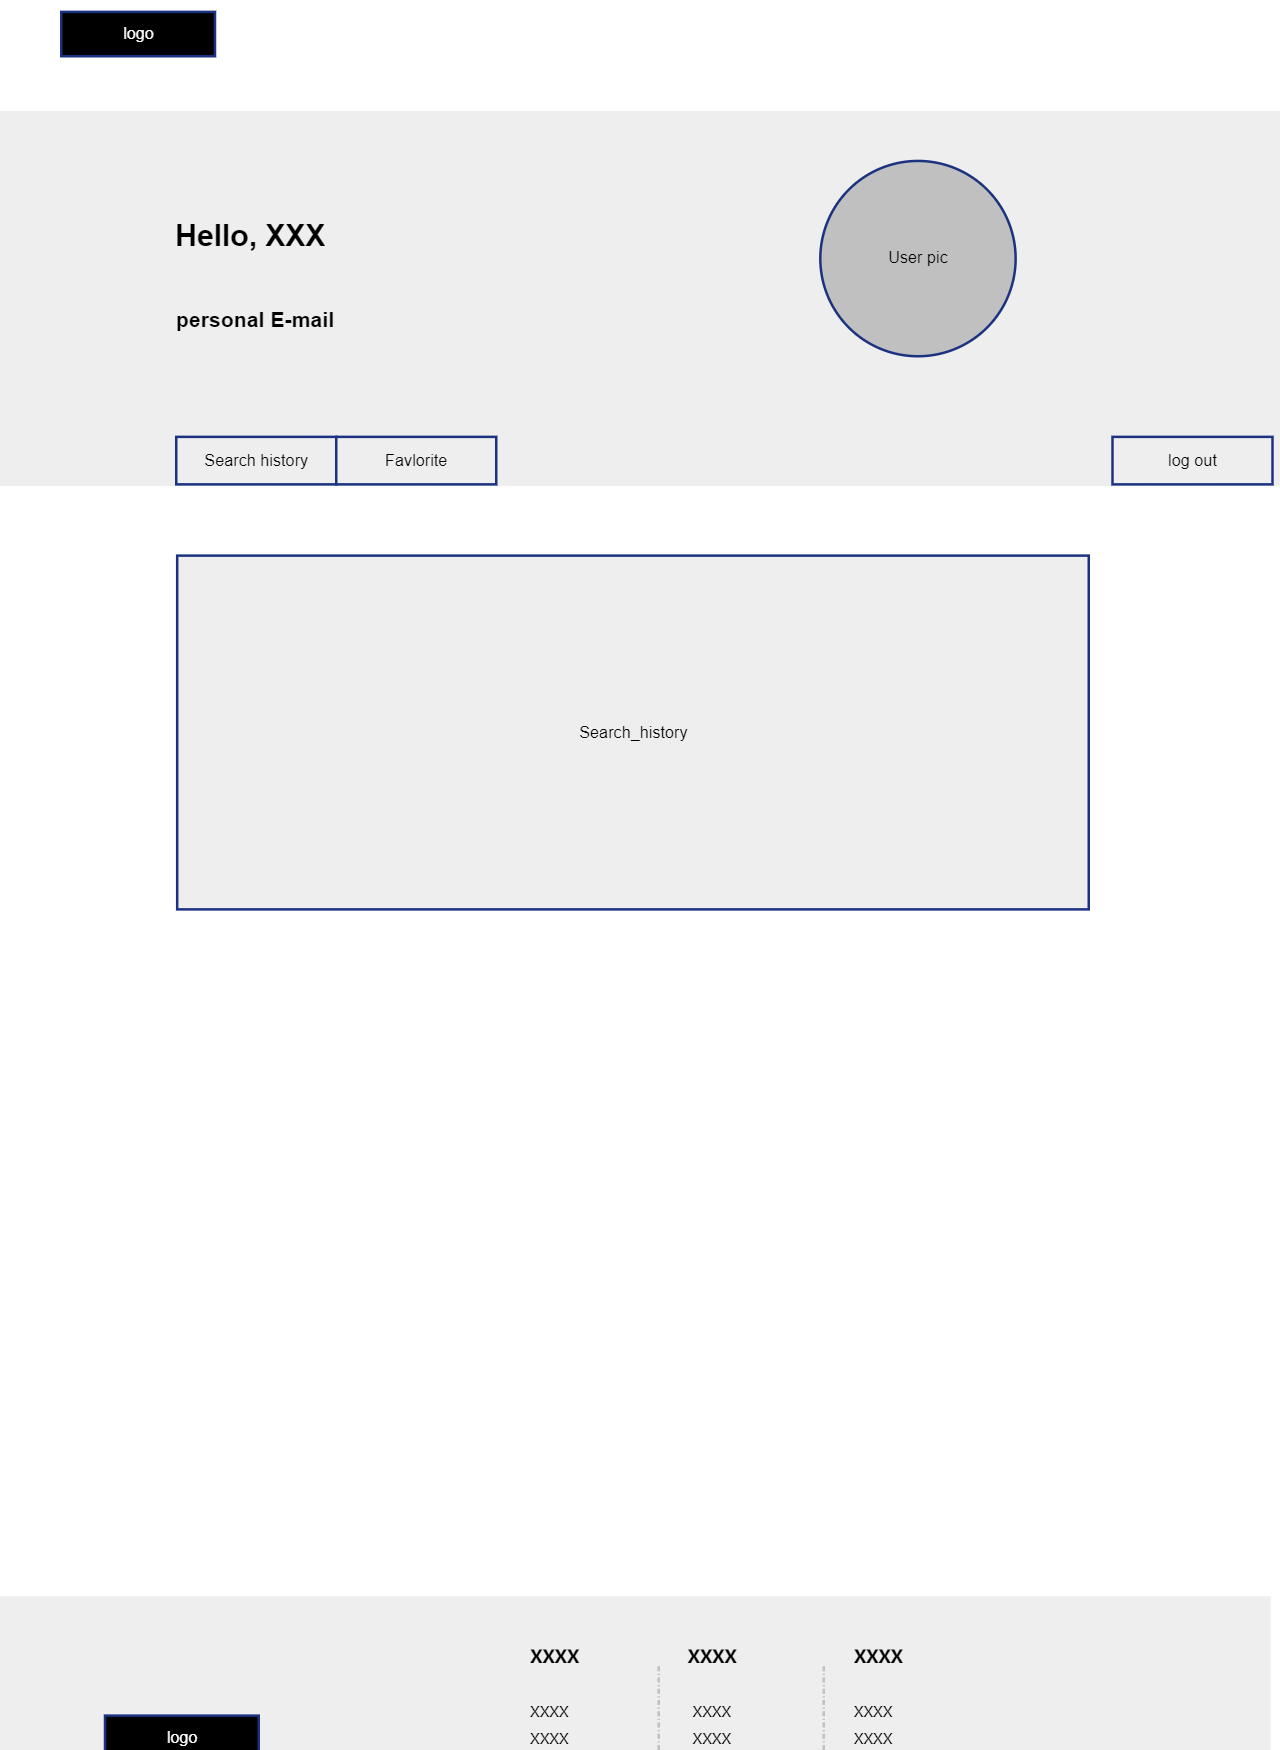 logo
Hello, XXX
User pic
personal E-mail
Search history
Favlorite
log out
Search_history
XXXX XXXX XXXX
XXXX XXXX XXXX
logo
XXXX XXXX XXXX